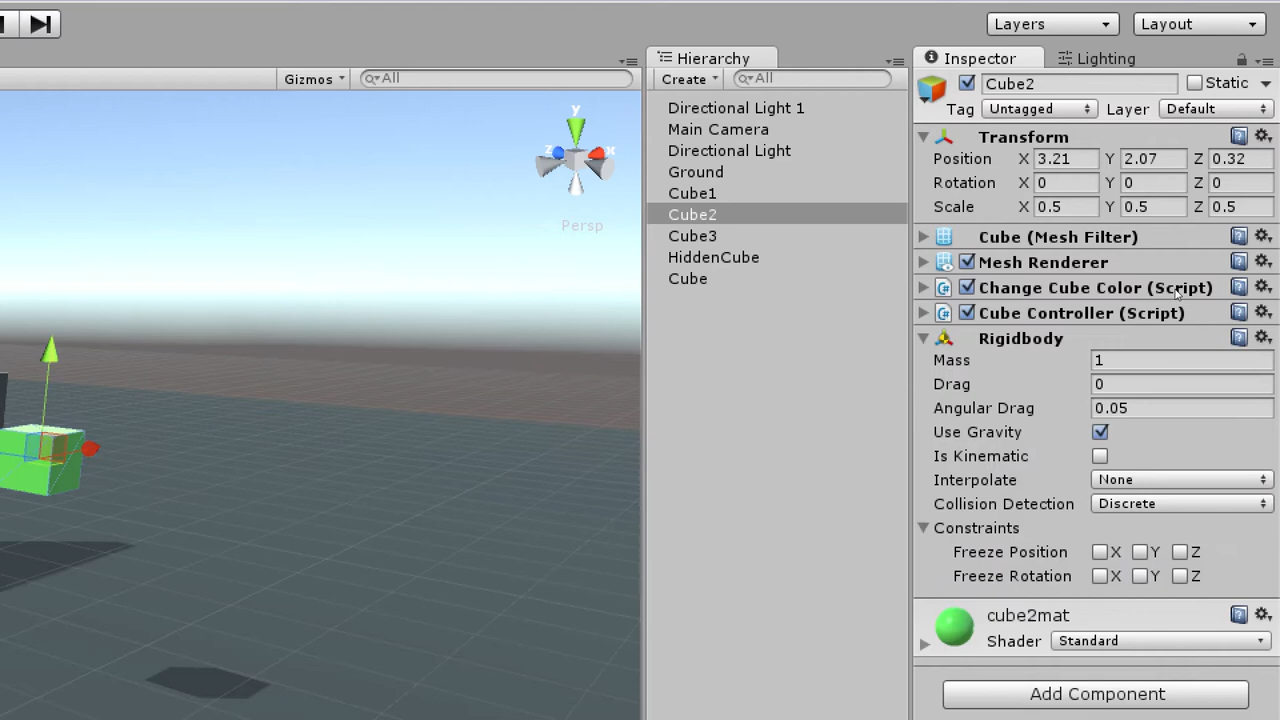 Layers
Layout
Gizmos
All
y
z
x
Persp
Hierarchy
Create
All
Directional Light 1
Main Camera
Directional Light
Ground
Cube1
Cube2
Cube3
HiddenCube
Cube
Inspector
Lighting
Cube2
Static
Tag Untagged Layer Default
Transform
Position X 3.21 Y 2.07 Z 0.32
Rotation X 0 Y 0 Z 0
Scale X 0.5 Y 0.5 Z 0.5
Cube (Mesh Filter)
Mesh Renderer
C# Change Cube Color (Script)
C# Cube Controller (Script)
Rigidbody
Mass 1
Drag 0
Angular Drag 0.05
Use Gravity
Is Kinematic
Interpolate None
Collision Detection Discrete
Constraints
Freeze Position X Y Z
Freeze Rotation X Y Z
cube2mat
Shader Standard
Add Component